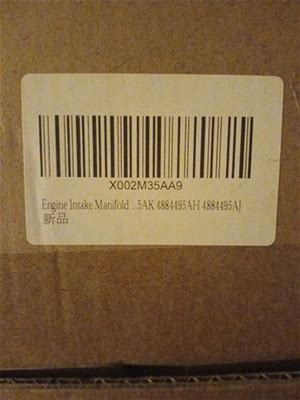 X002M35AA9
Engine Intake Manifold ...5AK 4884495AH 4884495AJ
新品